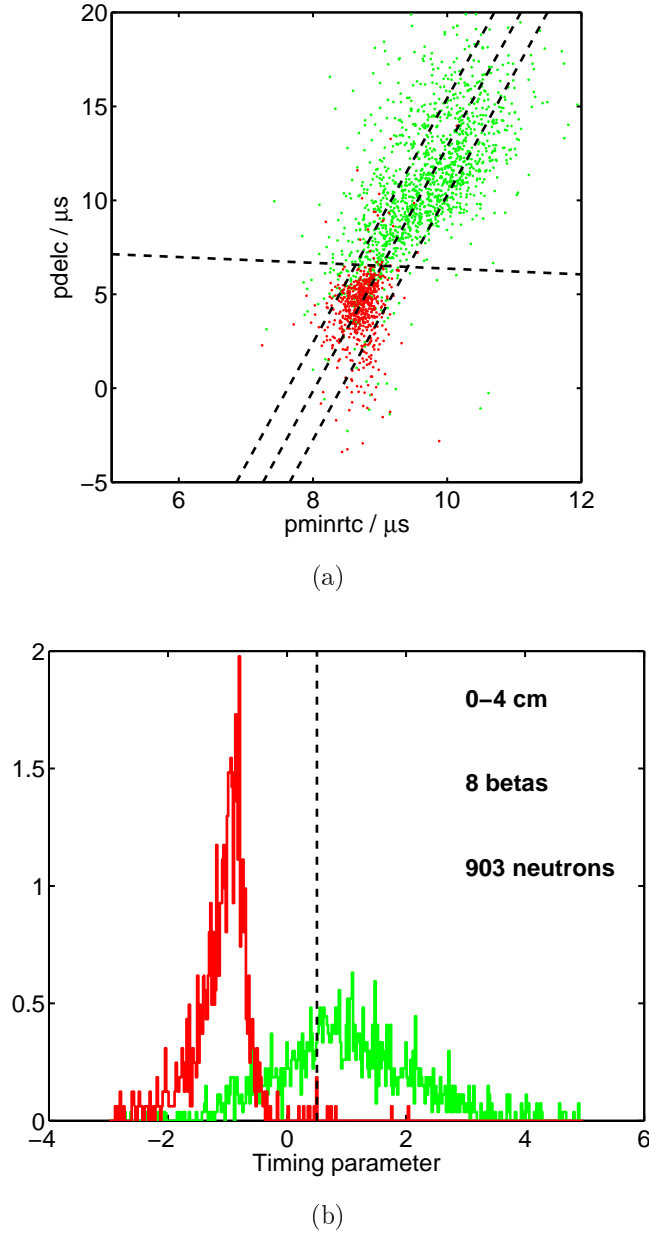 20
15
10
5
0
−5
6
8
10
12
pdelc / μs
pminrtc / μs
(a)
2
1.5
1
0.5
0
−4
−2
0
2
4
6
0−4 cm
8 betas
903 neutrons
Timing parameter
(b)